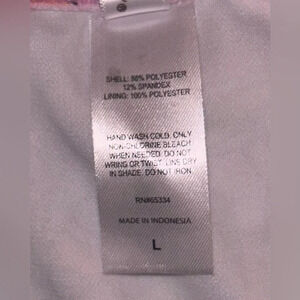 SHELL: 88% POLYESTER
12% SPANDEX
LINING: 100% POLYESTER
HAND WASH COLD. ONLY
NON-CHLORINE BLEACH
WHEN NEEDED. DO NOT
WRING OR TWIST. LINE DRY
IN SHADE. DO NOT IRON.
RN#65334
MADE IN INDONESIA
L